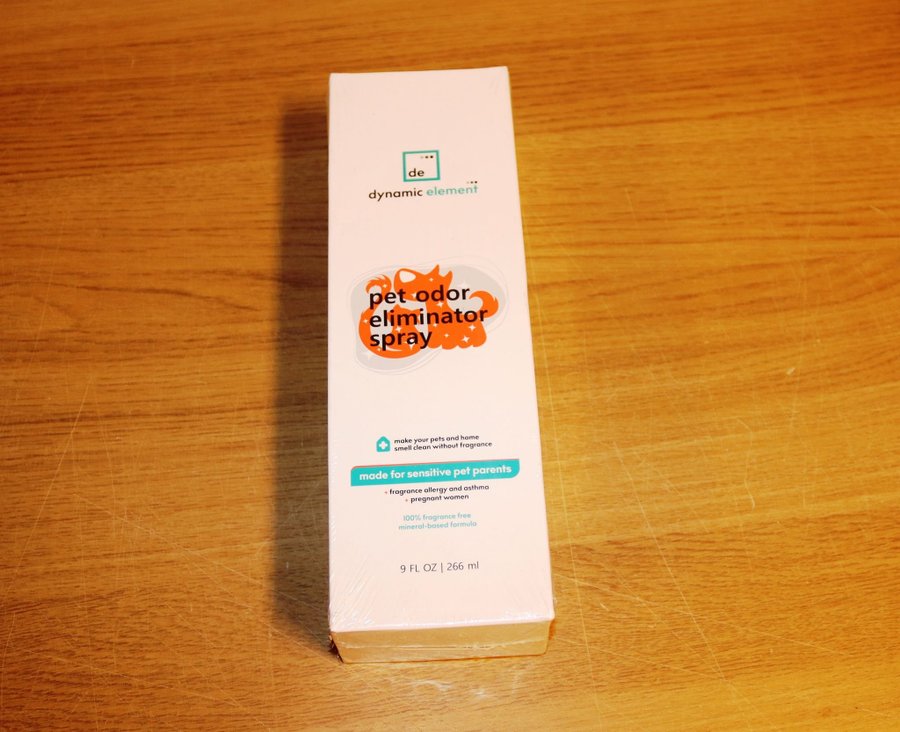 de
dynamic element
pet odor
eliminator
spray
make your pets and home
smell clean without fragrance
made for sensitive pet parents
+ fragrance allergy and asthma
+ pregnant women
100% fragrance free
mineral-based formula
9 FL OZ | 266 ml